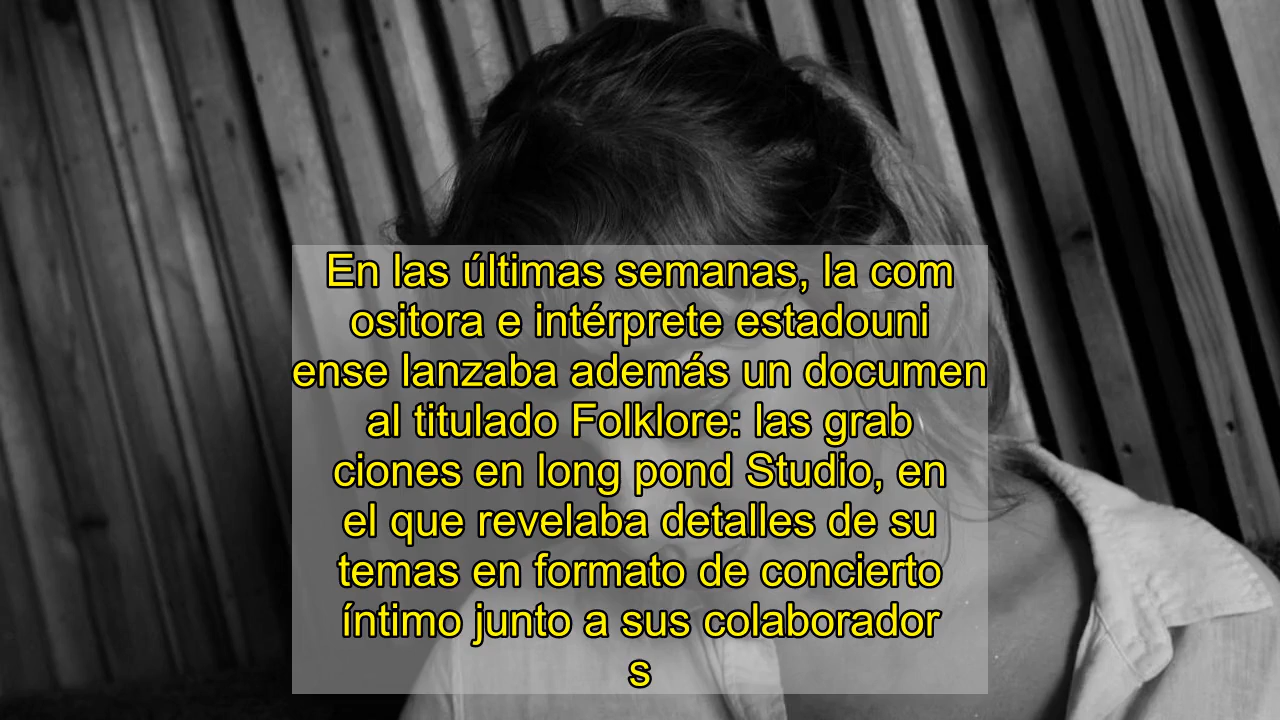 En las últimas semanas, la com
ositora e intérprete estadouni
ense lanzaba además un documen
al titulado Folklore: las grab
ciones en long pond Studio, en
el que revelaba detalles de su
temas en formato de concierto
íntimo junto a sus colaborador
s